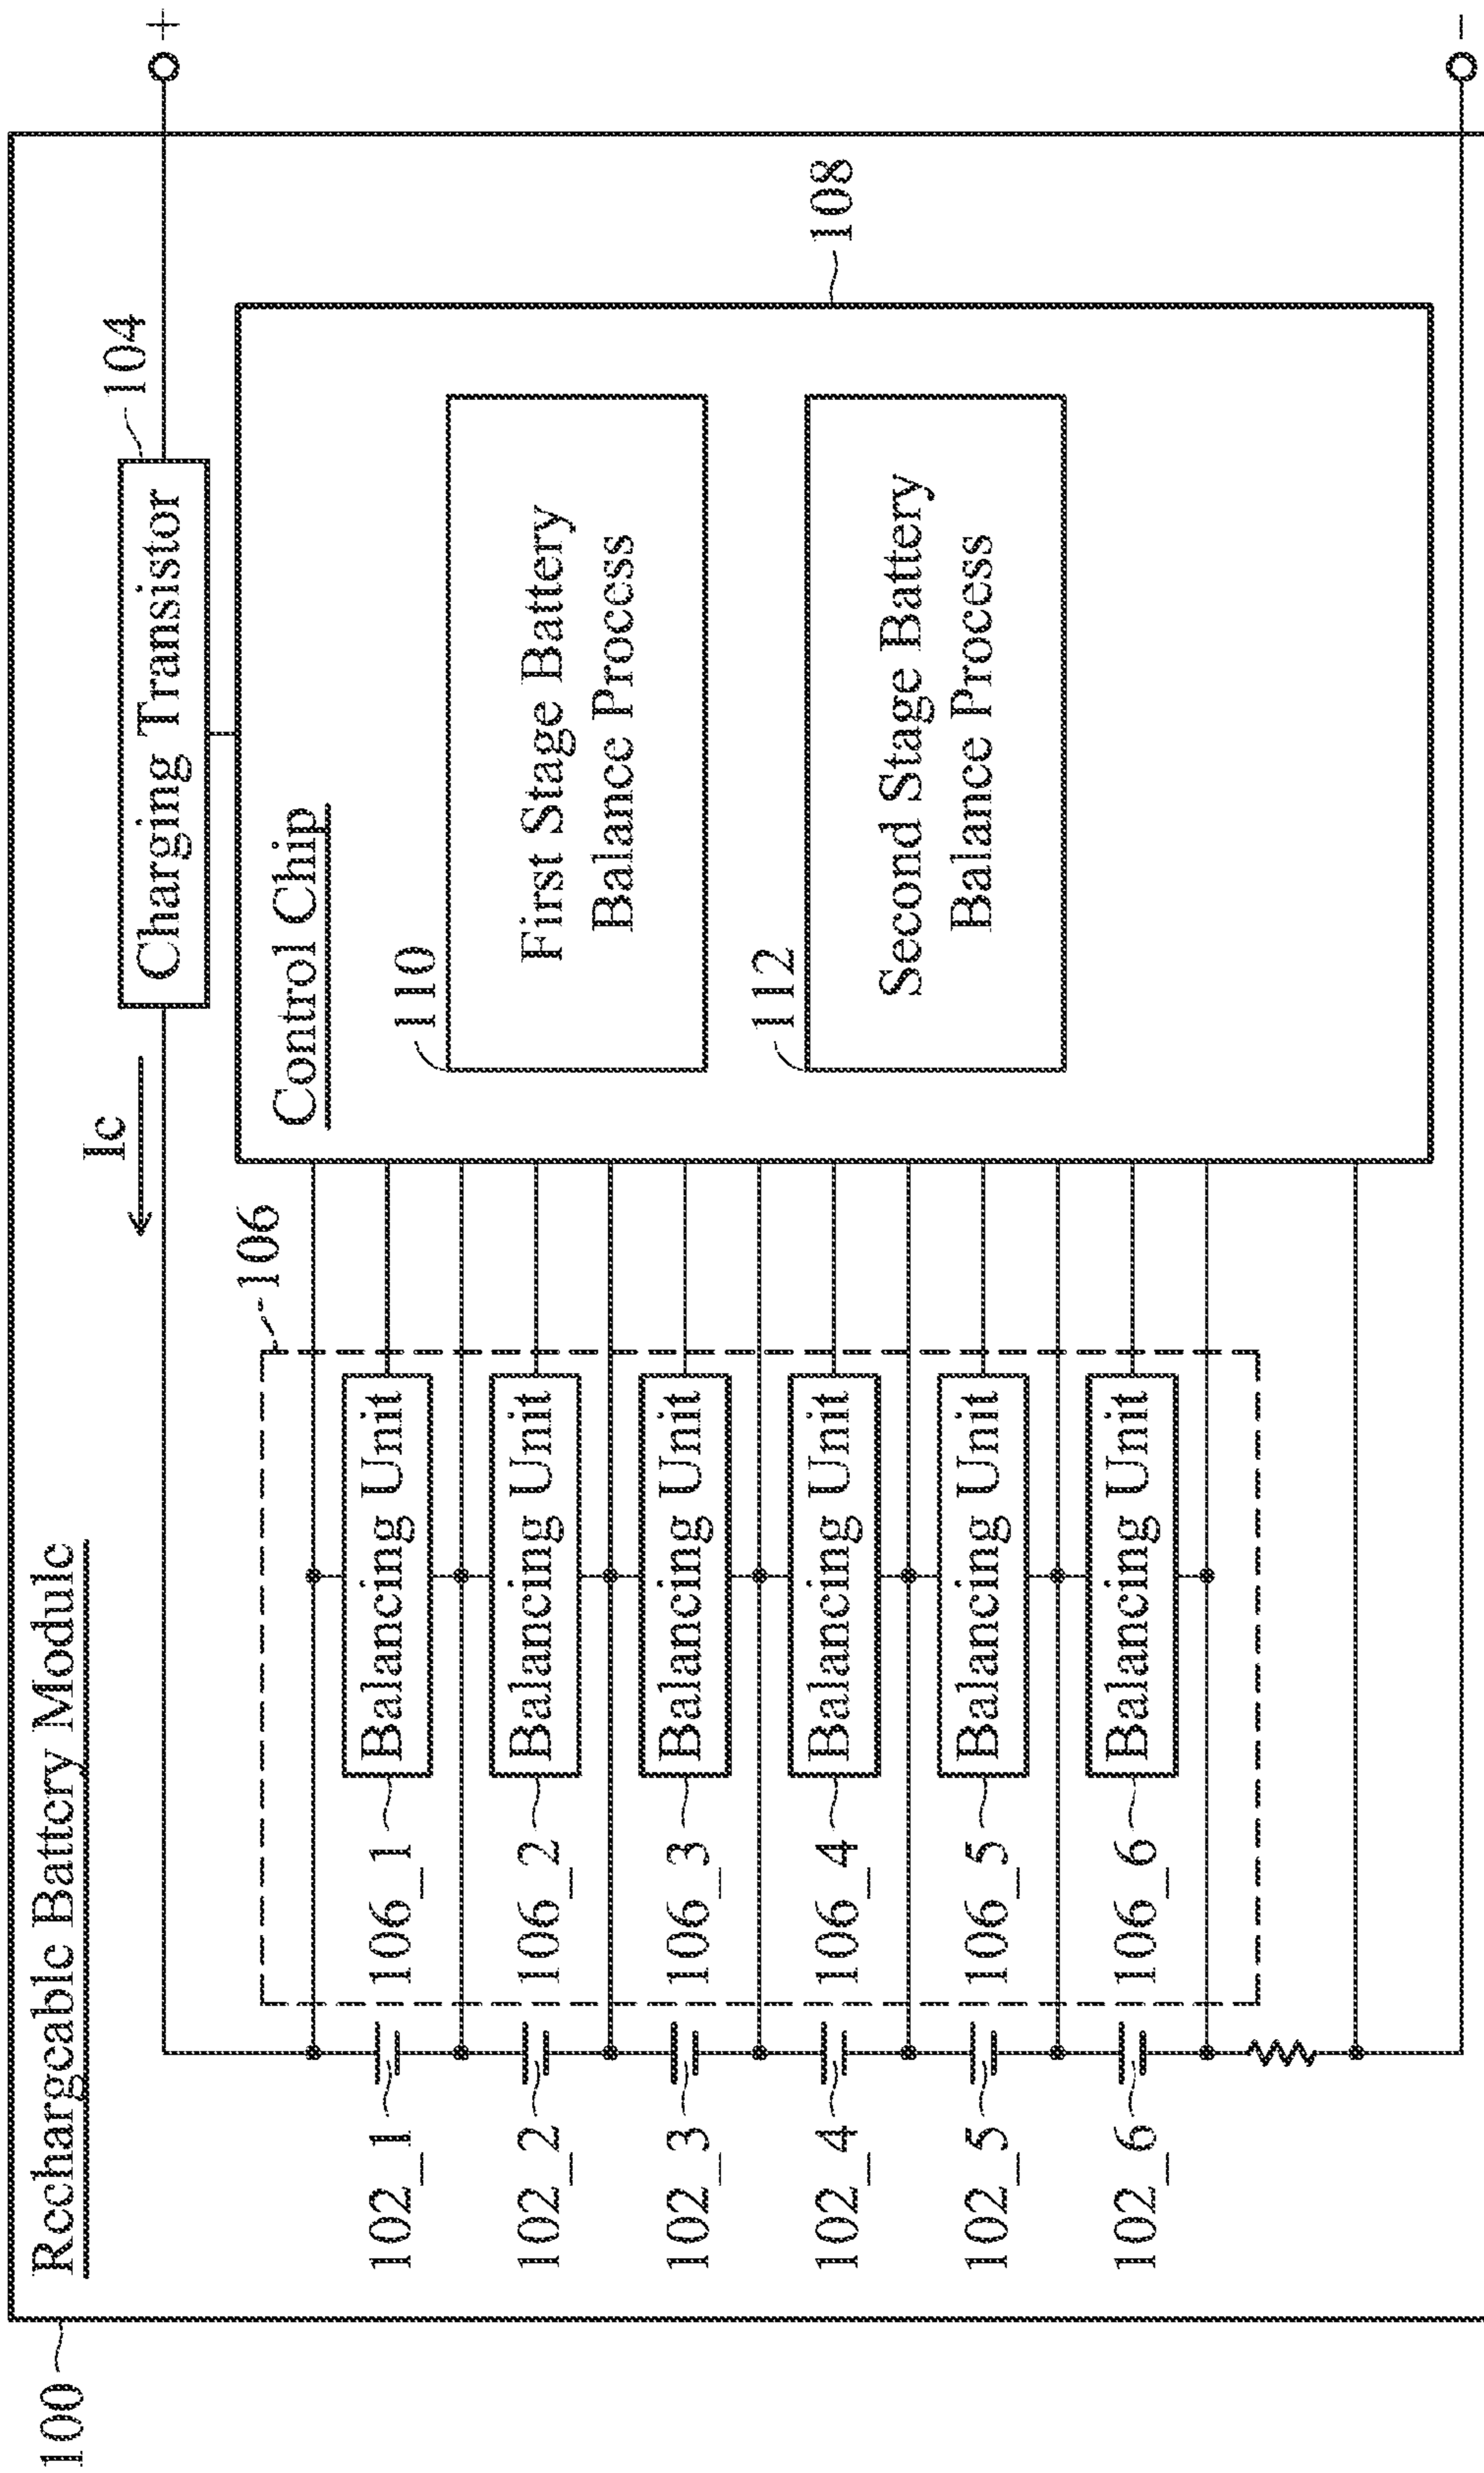 100
Rechargeable Battery Module
+
Ic
Charging Transistor
104
106
Control Chip
108
102_1
106_1
Balancing Unit
102_2
106_2
Balancing Unit
102_3
106_3
Balancing Unit
102_4
106_4
Balancing Unit
102_5
106_5
Balancing Unit
102_6
106_6
Balancing Unit
110
First Stage Battery
Balance Process
112
Second Stage Battery
Balance Process
−